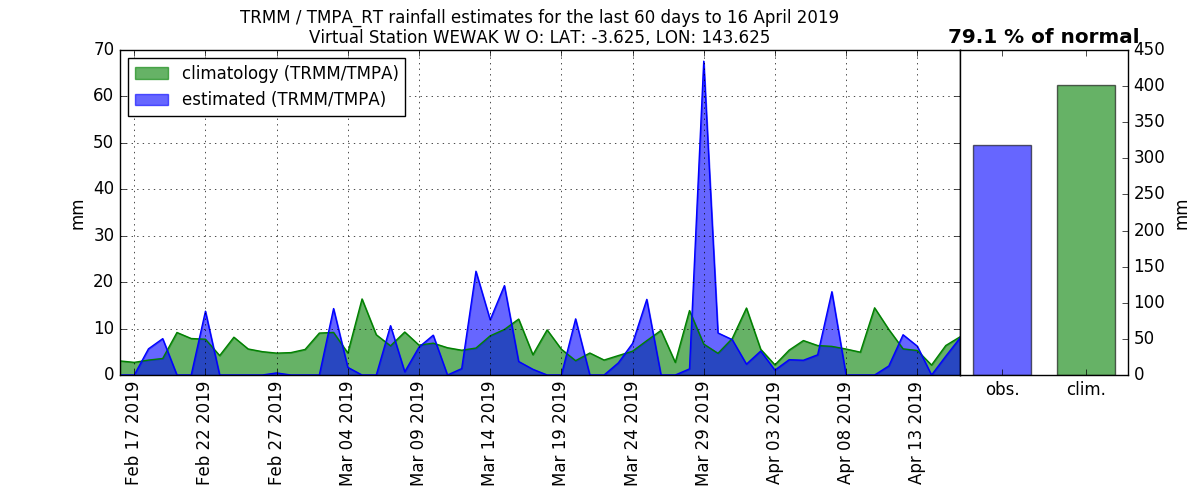 TRMM / TMPA_RT rainfall estimates for the last 60 days to 16 April 2019
Virtual Station WEWAK W O: LAT: -3.625, LON: 143.625
79.1 % of normal
climatology (TRMM/TMPA)
estimated (TRMM/TMPA)
70
60
50
40
30
20
10
0
mm
Feb 17 2019
Feb 22 2019
Feb 27 2019
Mar 04 2019
Mar 09 2019
Mar 14 2019
Mar 19 2019
Mar 24 2019
Mar 29 2019
Apr 03 2019
Apr 08 2019
Apr 13 2019
450
400
350
300
250
200
150
100
50
0
mm
obs.
clim.